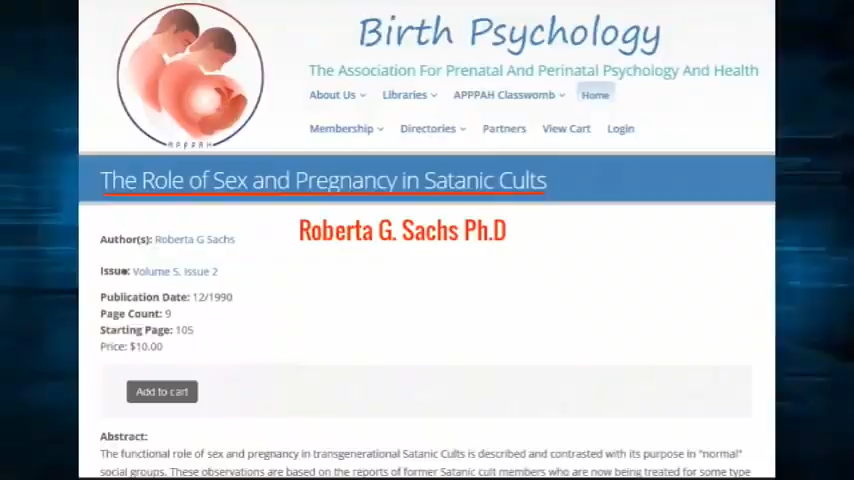 Birth Psychology
The Association For Prenatal And Perinatal Psychology And Health
About Us Libraries APPPAH Classwomb Home
Membership Directories Partners View Cart Login
APPPAH
The Role of Sex and Pregnancy in Satanic Cults
Roberta G. Sachs Ph.D
Author(s): Roberta G Sachs
Issue: Volume 5, Issue 2
Publication Date: 12/1990
Page Count: 9
Starting Page: 105
Price: $10.00
Add to cart
Abstract:
The functional role of sex and pregnancy in transgenerational Satanic Cults is described and contrasted with its purpose in "normal"
social groups. These observations are based on the reports of former Satanic cult members who are now being treated for some type